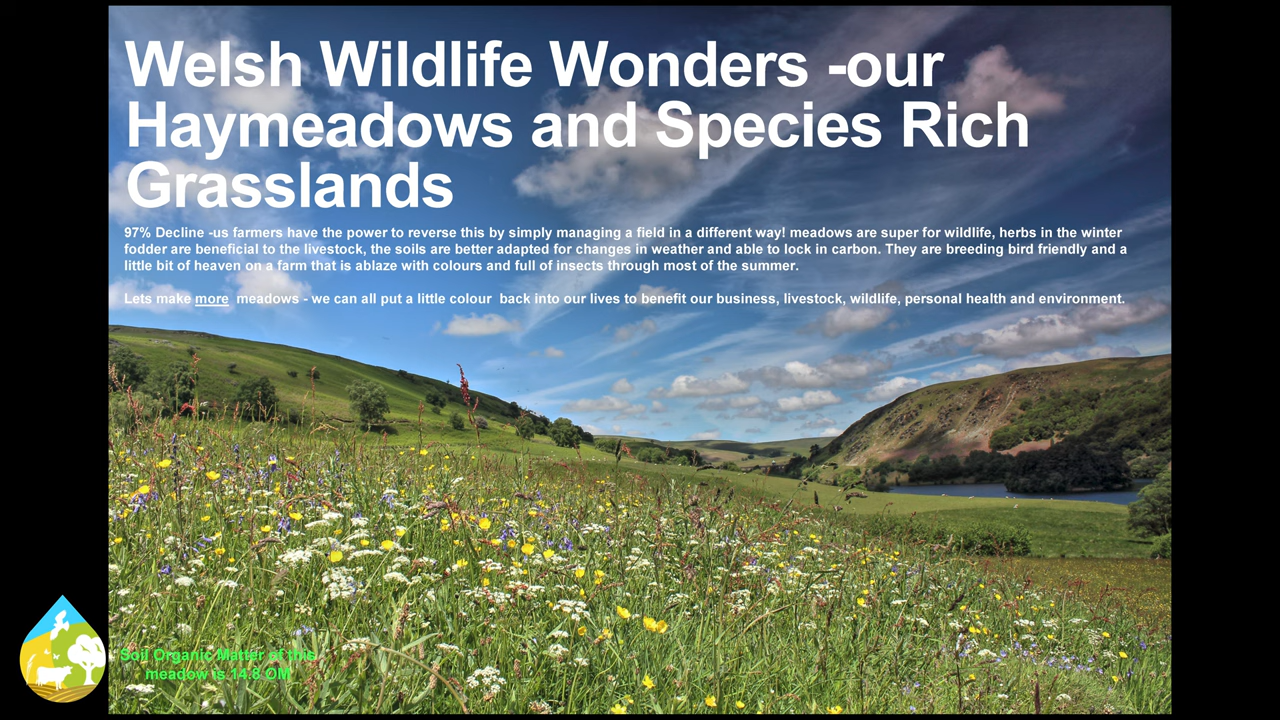 Welsh Wildlife Wonders -our
Haymeadows and Species Rich
Grasslands
97% Decline -us farmers have the power to reverse this by simply managing a field in a different way! meadows are super for wildlife, herbs in the winter
fodder are beneficial to the livestock, the soils are better adapted for changes in weather and able to lock in carbon. They are breeding bird friendly and a
little bit of heaven on a farm that is ablaze with colours and full of insects through most of the summer.
Lets make more meadows - we can all put a little colour back into our lives to benefit our business, livestock, wildlife, personal health and environment.
Soil Organic Matter of this
meadow is 14.8 OM